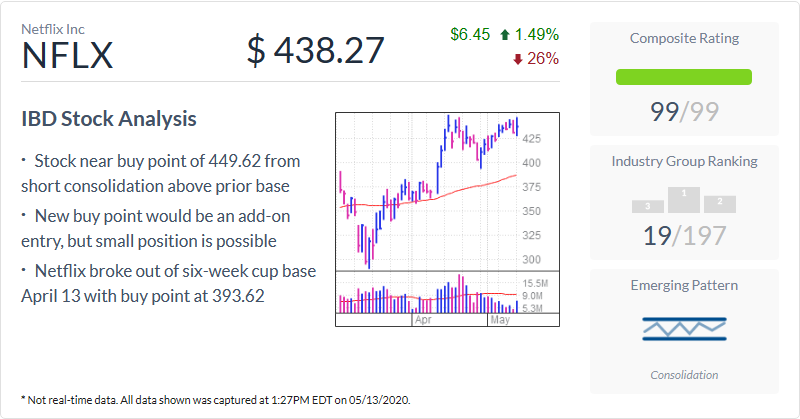 Netflix Inc
NFLX
$ 438.27
$6.45 1.49%
26%
IBD Stock Analysis
· Stock near buy point of 449.62 from
short consolidation above prior base
· New buy point would be an add-on
entry, but small position is possible
· Netflix broke out of six-week cup base
April 13 with buy point at 393.62
425
400
375
350
325
300
15.5M
9.0M
5.3M
Apr
May
Composite Rating
99/99
Industry Group Ranking
3
1
2
19/197
Emerging Pattern
Consolidation
* Not real-time data. All data shown was captured at 1:27PM EDT on 05/13/2020.